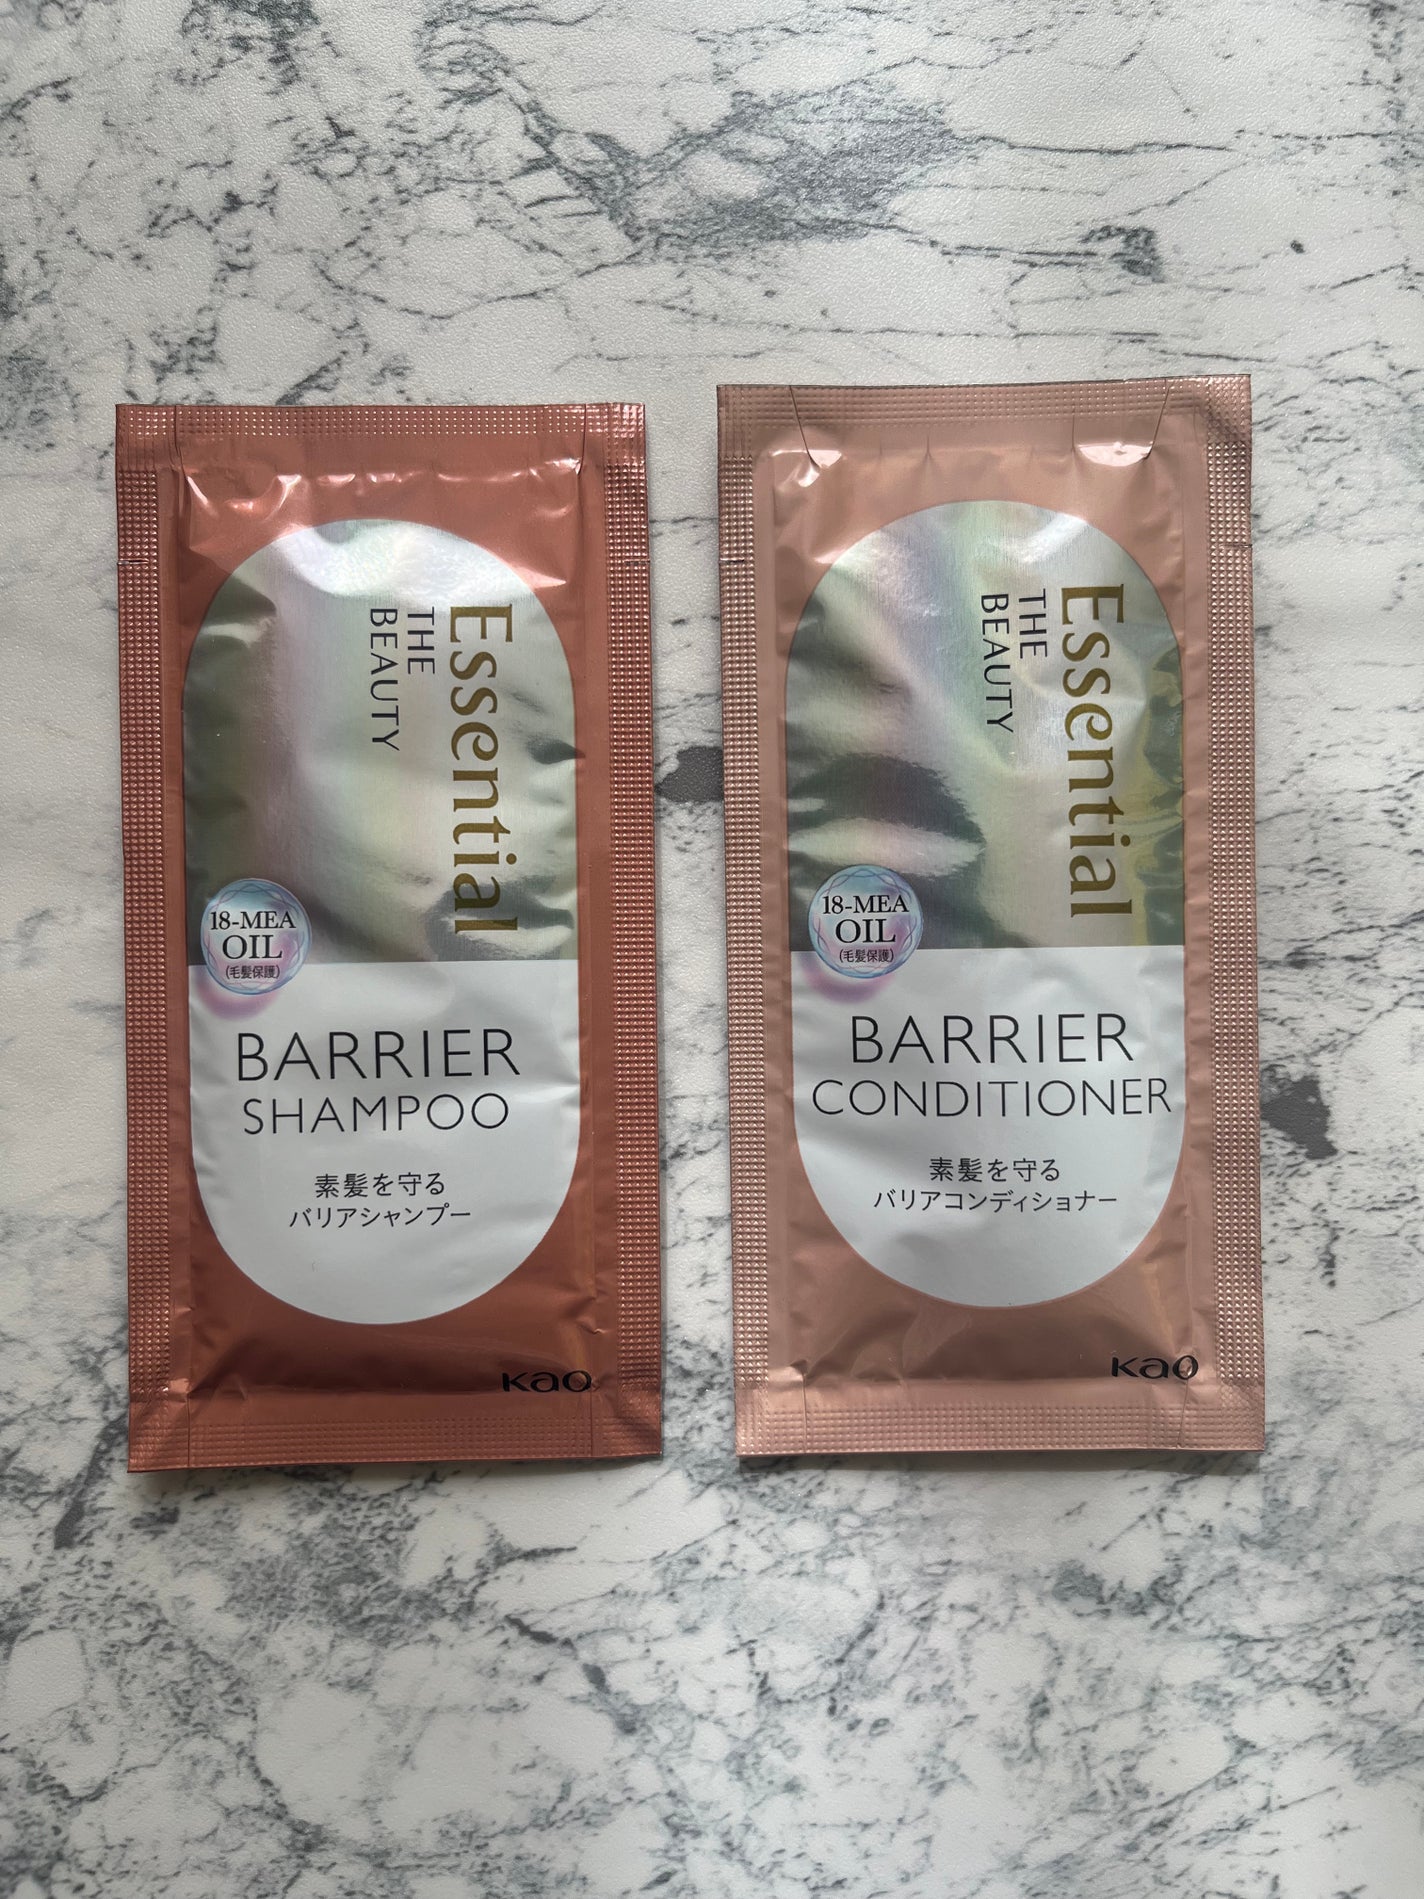 Essential
THE
BEAUTY
18-MEA
OIL
(毛髪保護)
BARRIER
SHAMPOO
素髪を守る
バリアシャンプー
Kao
Essential
THE
BEAUTY
18-MEA
OIL
(毛髪保護)
BARRIER
CONDITIONER
素髪を守る
バリアコンディショナー
Kao